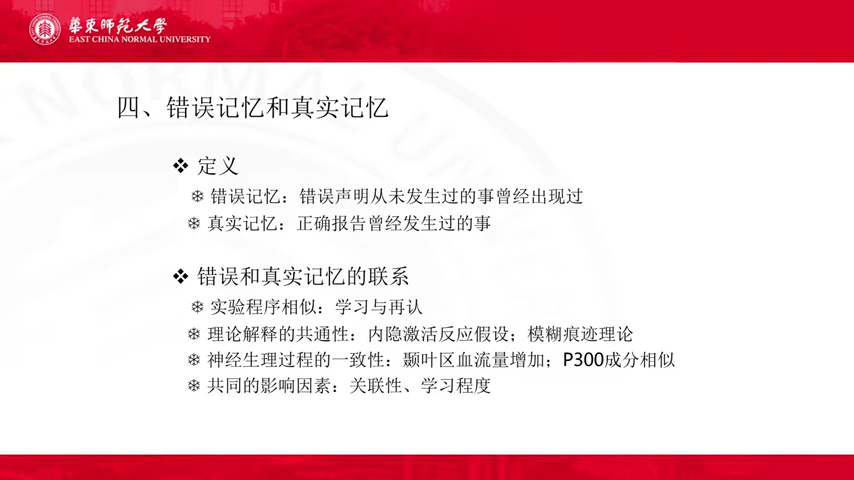 華東師範大學
EAST CHINA NORMAL UNIVERSITY
四、错误记忆和真实记忆
❖ 定义
❄ 错误记忆：错误声明从未发生过的事曾经出现过
❄ 真实记忆：正确报告曾经发生过的事
❖ 错误和真实记忆的联系
❄ 实验程序相似：学习与再认
❄ 理论解释的共通性：内隐激活反应假设；模糊痕迹理论
❄ 神经生理过程的一致性：颞叶区血流量增加；P300成分相似
❄ 共同的影响因素：关联性、学习程度